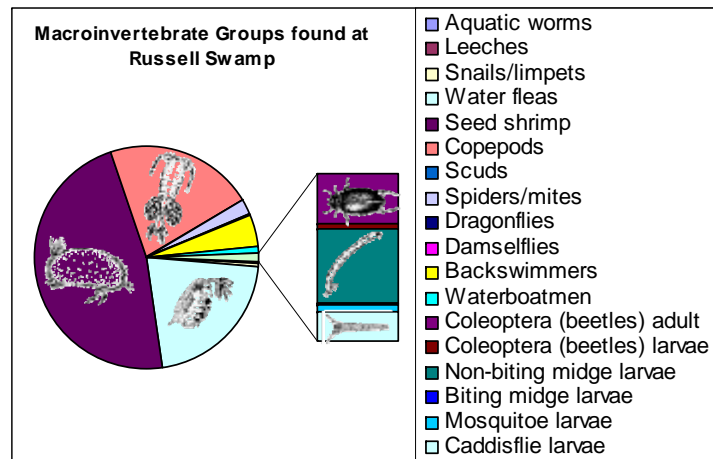 Macroinvertebrate Groups found at
Russell Swamp
Aquatic worms
Leeches
Snails/limpets
Water fleas
Seed shrimp
Copepods
Scuds
Spiders/mites
Dragonflies
Damselflies
Backswimmers
Waterboatmen
Coleoptera (beetles) adult
Coleoptera (beetles) larvae
Non-biting midge larvae
Biting midge larvae
Mosquitoe larvae
Caddisflie larvae